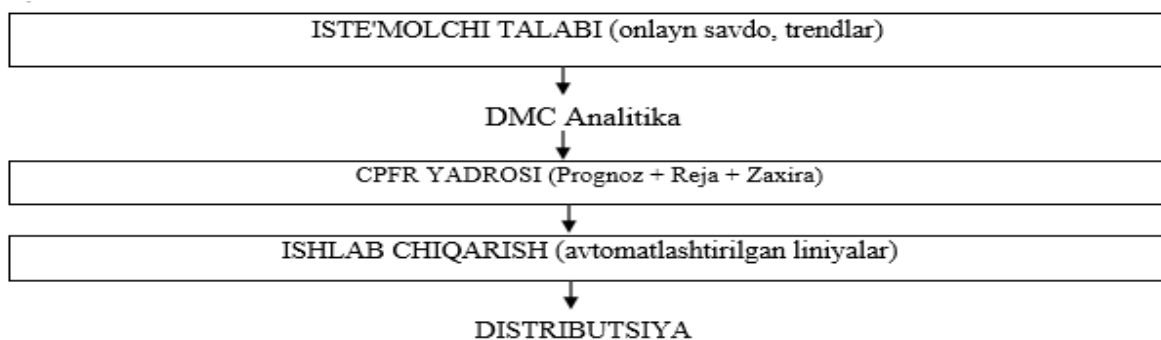 ISTE'MOLCHI TALABI (onlayn savdo, trendlar)
DMC Analitika
CPFR YADROSI (Prognoz + Reja + Zaxira)
ISHLAB CHIQARISH (avtomatlashtirilgan liniyalar)
DISTRIBUTSIYA